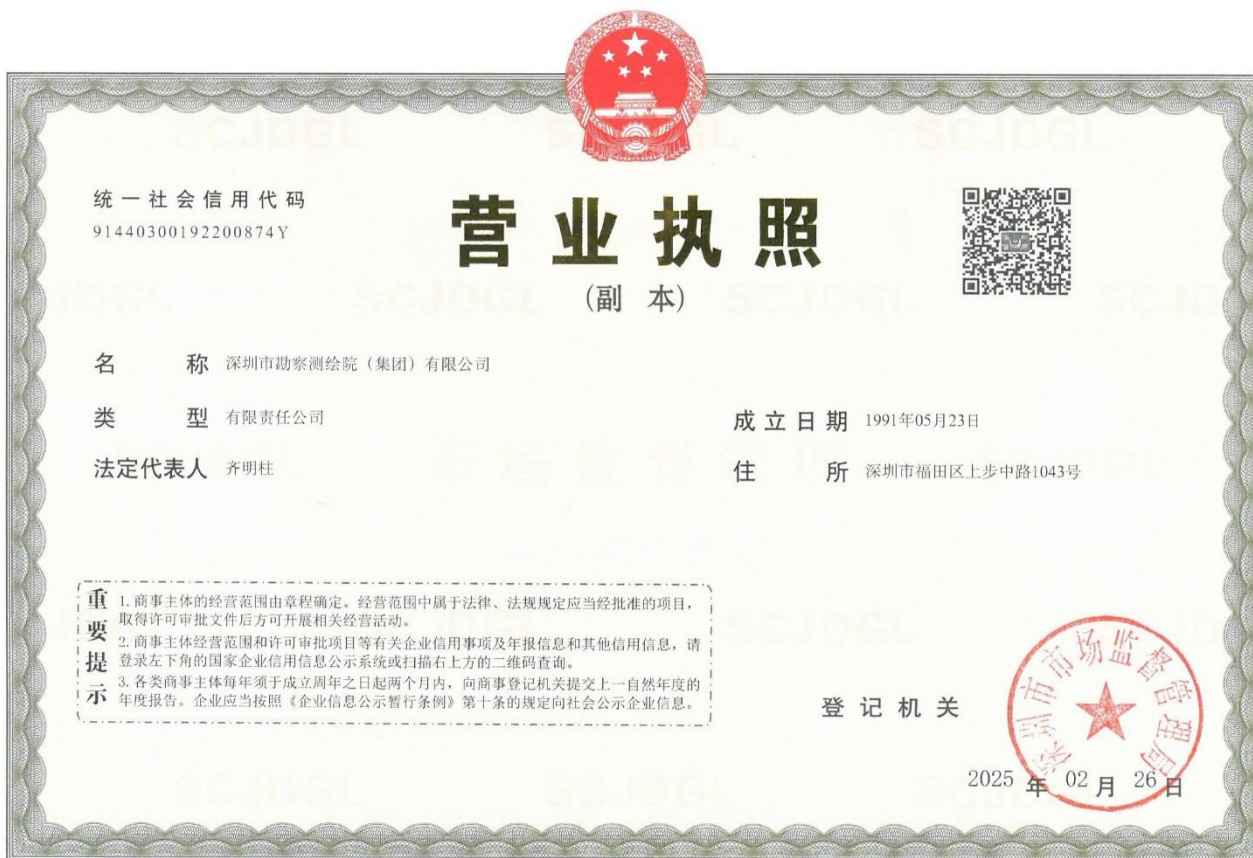 统一社会信用代码
91440300192200874Y
营业执照
(副 本)
名 称 深圳市勘察测绘院（集团）有限公司
类 型 有限责任公司
成立日期 1991年05月23日
法定代表人 齐明柱
住 所 深圳市福田区上步中路1043号
重要提示
1. 商事主体的经营范围由章程确定。经营范围中属于法律、法规规定应当经批准的项目，
取得许可审批文件后方可开展相关经营活动。
2. 商事主体经营范围和许可审批项目等有关企业信用事项及年报信息和其他信用信息，请
登录左下角的国家企业信用信息公示系统或扫描右上方的二维码查询。
3. 各类商事主体每年须于成立周年之日起两个月内，向商事登记机关提交上一自然年度的
年度报告。企业应当按照《企业信息公示暂行条例》第十条的规定向社会公示企业信息。
登记机关
深圳市市场监督管理局
2025 年 02 月 26 日
SCJDGL
市场监督管理